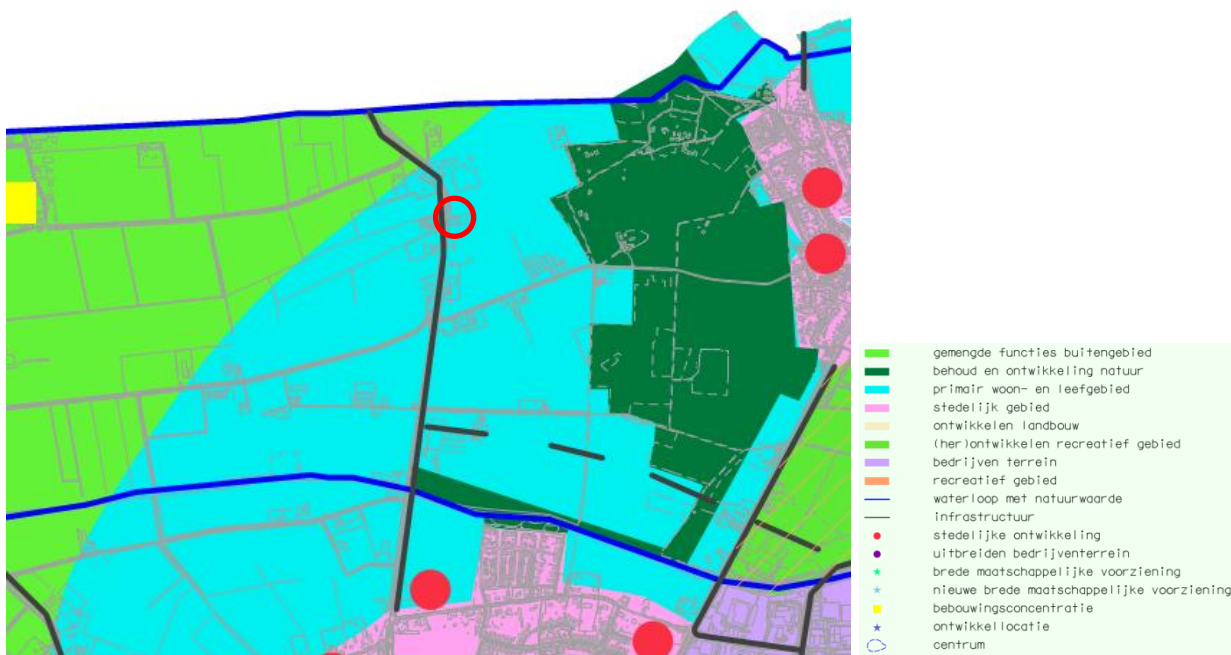 gemengde functies buitengebied
behoud en ontwikkeling natuur
primair woon- en leefgebied
stedelijk gebied
ontwikkelen landbouw
(her)ontwikkelen recreatief gebied
bedrijven terrein
recreatief gebied
waterloop met natuurwaarde
infrastructuur
stedelijke ontwikkeling
uitbreiden bedrijventerrein
brede maatschappelijke voorziening
nieuwe brede maatschappelijke voorziening
bebouwingsconcentratie
ontwikkellocatie
centrum